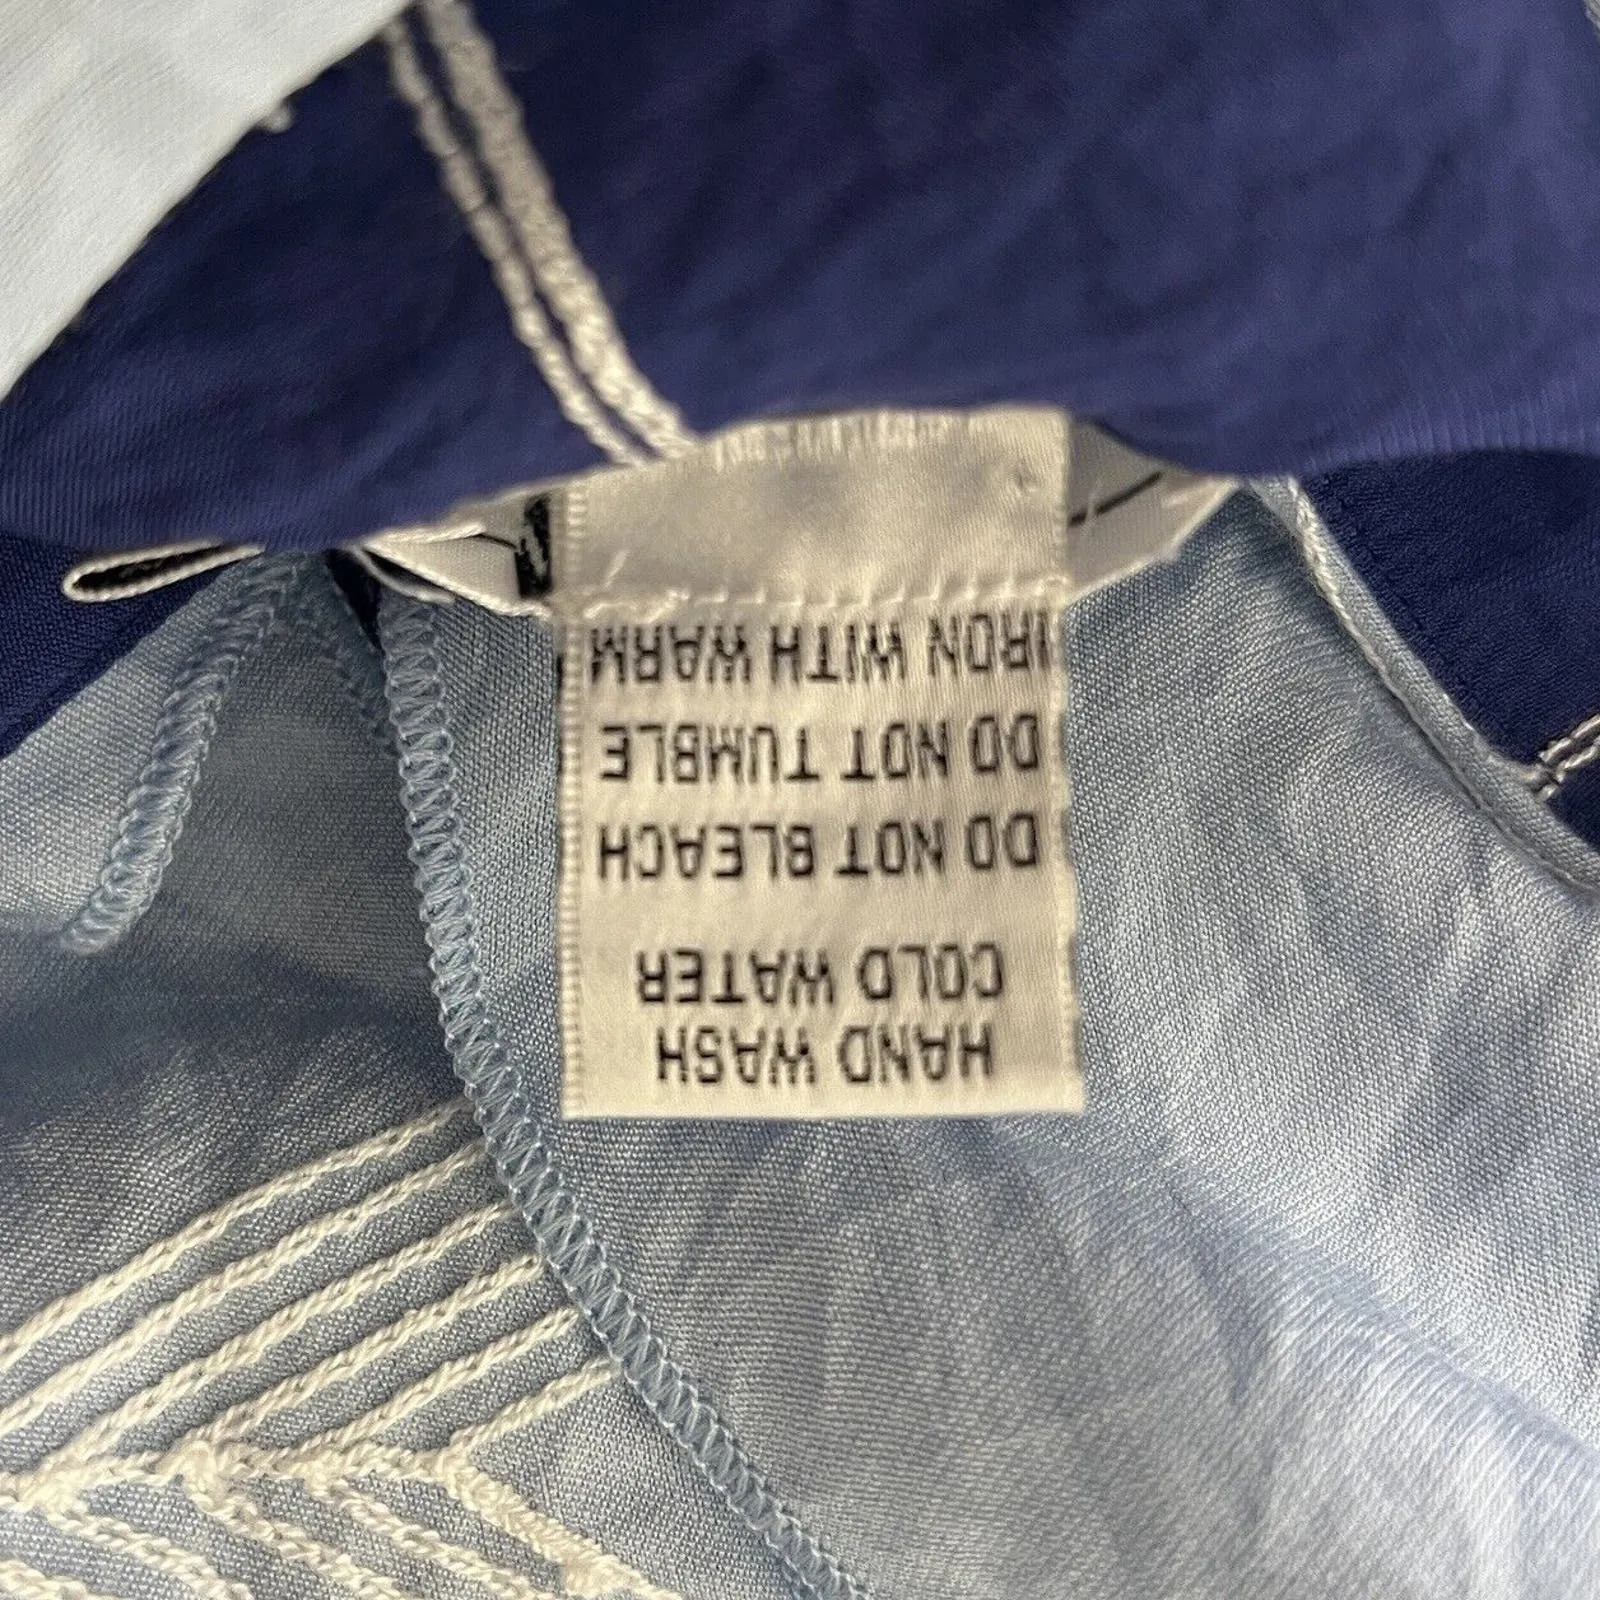 HAND WASH
COLD WATER
DO NOT BLEACH
DO NOT TUMBLE
IRON WITH WARM